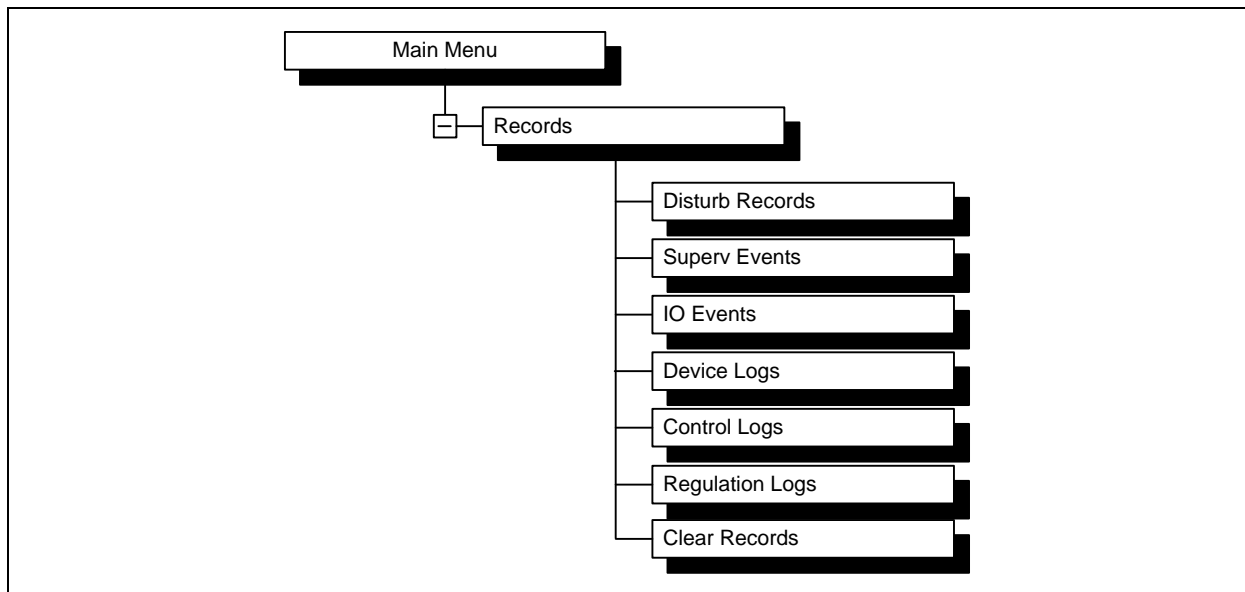 Main Menu
Records
Disturb Records
Superv Events
IO Events
Device Logs
Control Logs
Regulation Logs
Clear Records